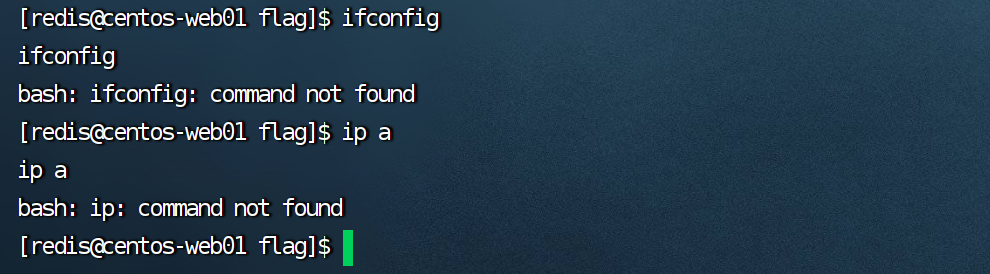 [redis@centos-web01 flag]$ ifconfig
ifconfig
bash: ifconfig: command not found
[redis@centos-web01 flag]$ ip a
ip a
bash: ip: command not found
[redis@centos-web01 flag]$